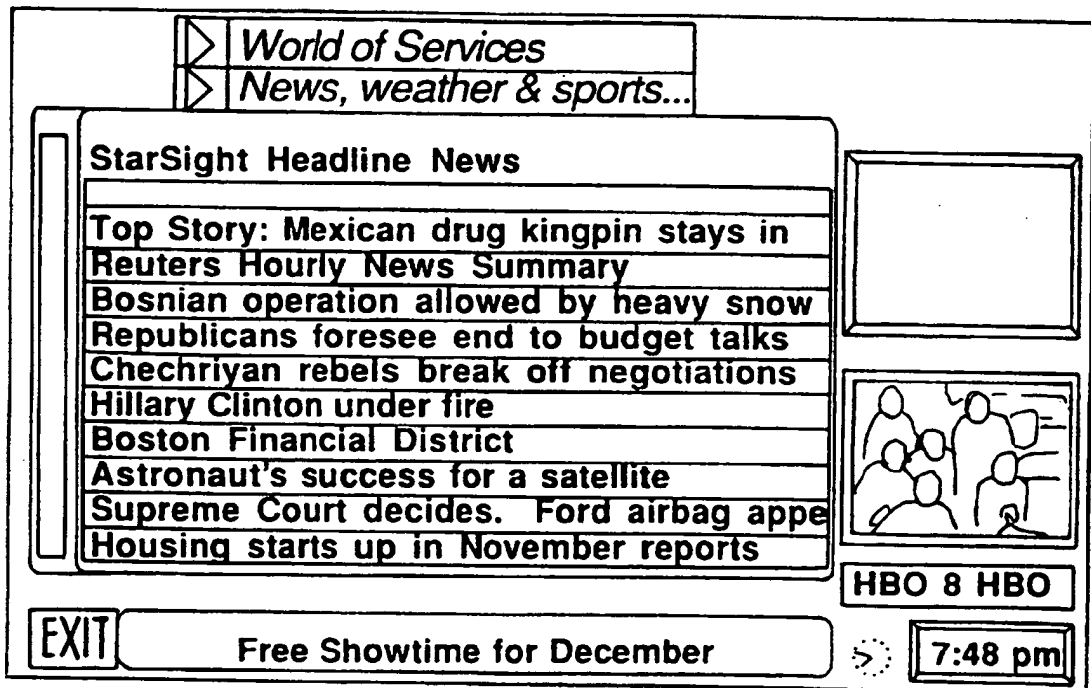 World of Services
News, weather & sports...
StarSight Headline News
Top Story: Mexican drug kingpin stays in
Reuters Hourly News Summary
Bosnian operation allowed by heavy snow
Republicans foresee end to budget talks
Chechriyan rebels break off negotiations
Hillary Clinton under fire
Boston Financial District
Astronaut's success for a satellite
Supreme Court decides. Ford airbag appe
Housing starts up in November reports
HBO 8 HBO
EXIT
Free Showtime for December
7:48 pm